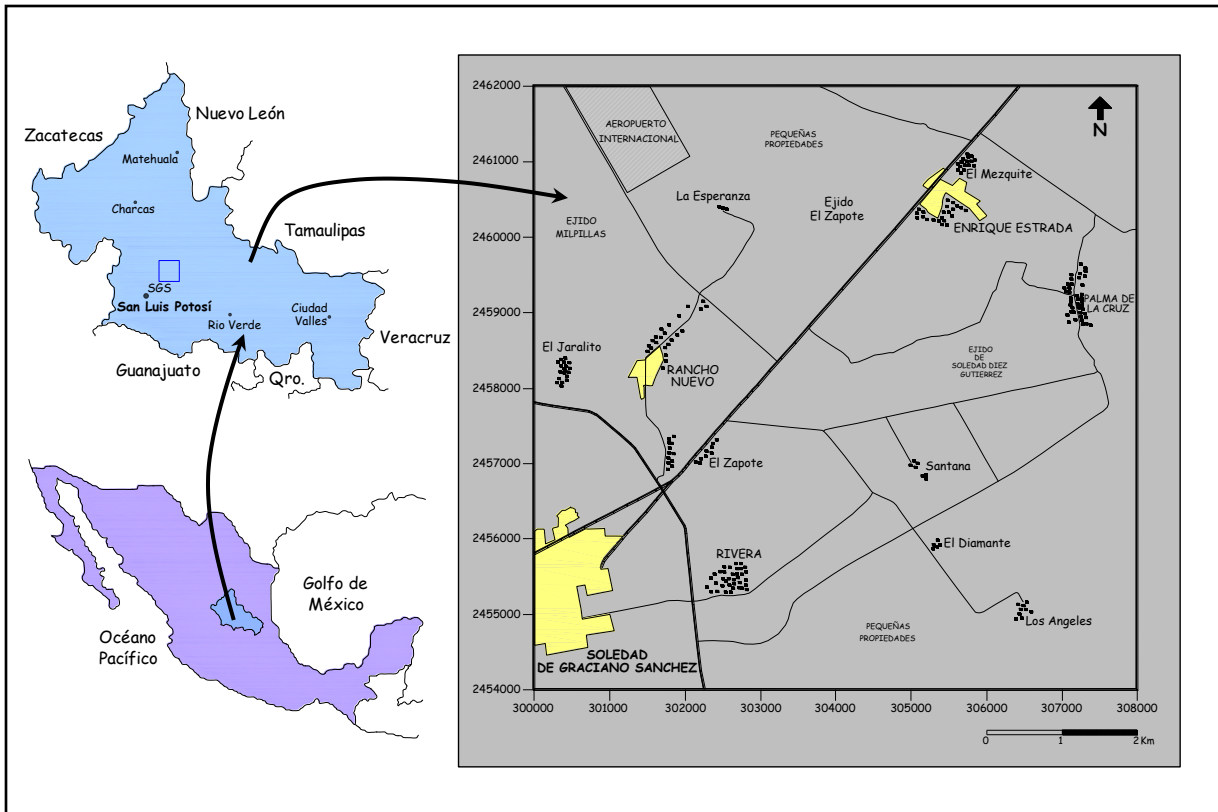 Zacatecas
Nuevo León
Matehuala
Charcas
Tamaulipas
SGS
San Luis Potosí
Rio Verde
Ciudad
Valles
Veracruz
Guanajuato
Qro.
Golfo de
México
Océano
Pacífico
2462000
2461000
2460000
2459000
2458000
2457000
2456000
2455000
2454000
AEROPUERTO
INTERNACIONAL
PEQUEÑAS
PROPIEDADES
N
El Mezquite
La Esperanza
Ejido
El Zapote
EJIDO
MILPILLAS
ENRIQUE ESTRADA
PALMA DE
LA CRUZ
El Jaralito
RANCHO
NUEVO
EJIDO
DE
SOLEDAD DIEZ
GUTIERREZ
El Zapote
Santana
El Diamante
RIVERA
Los Angeles
PEQUEÑAS
PROPIEDADES
SOLEDAD
DE GRACIANO SANCHEZ
300000 301000 302000 303000 304000 305000 306000 307000 308000
0 1 2 Km